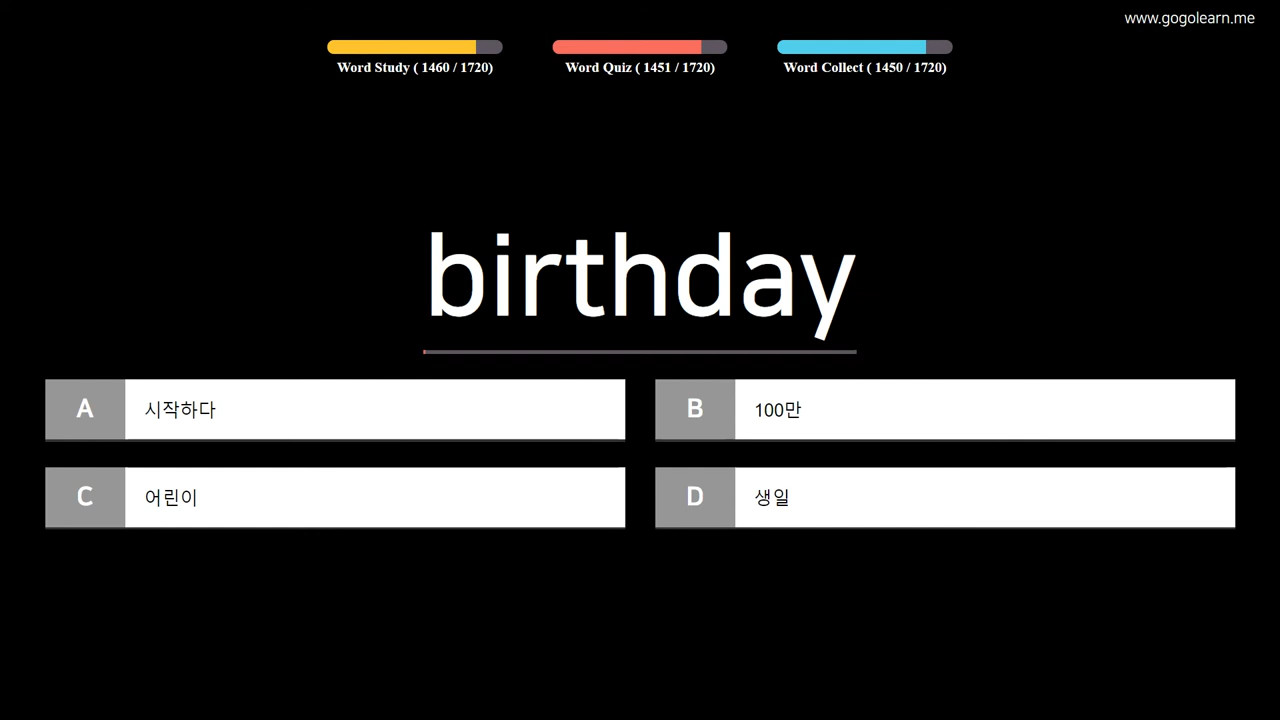 www.gogolearn.me
Word Study ( 1460 / 1720)
Word Quiz ( 1451 / 1720)
Word Collect ( 1450 / 1720)
birthday
A 시작하다
B 100만
C 어린이
D 생일